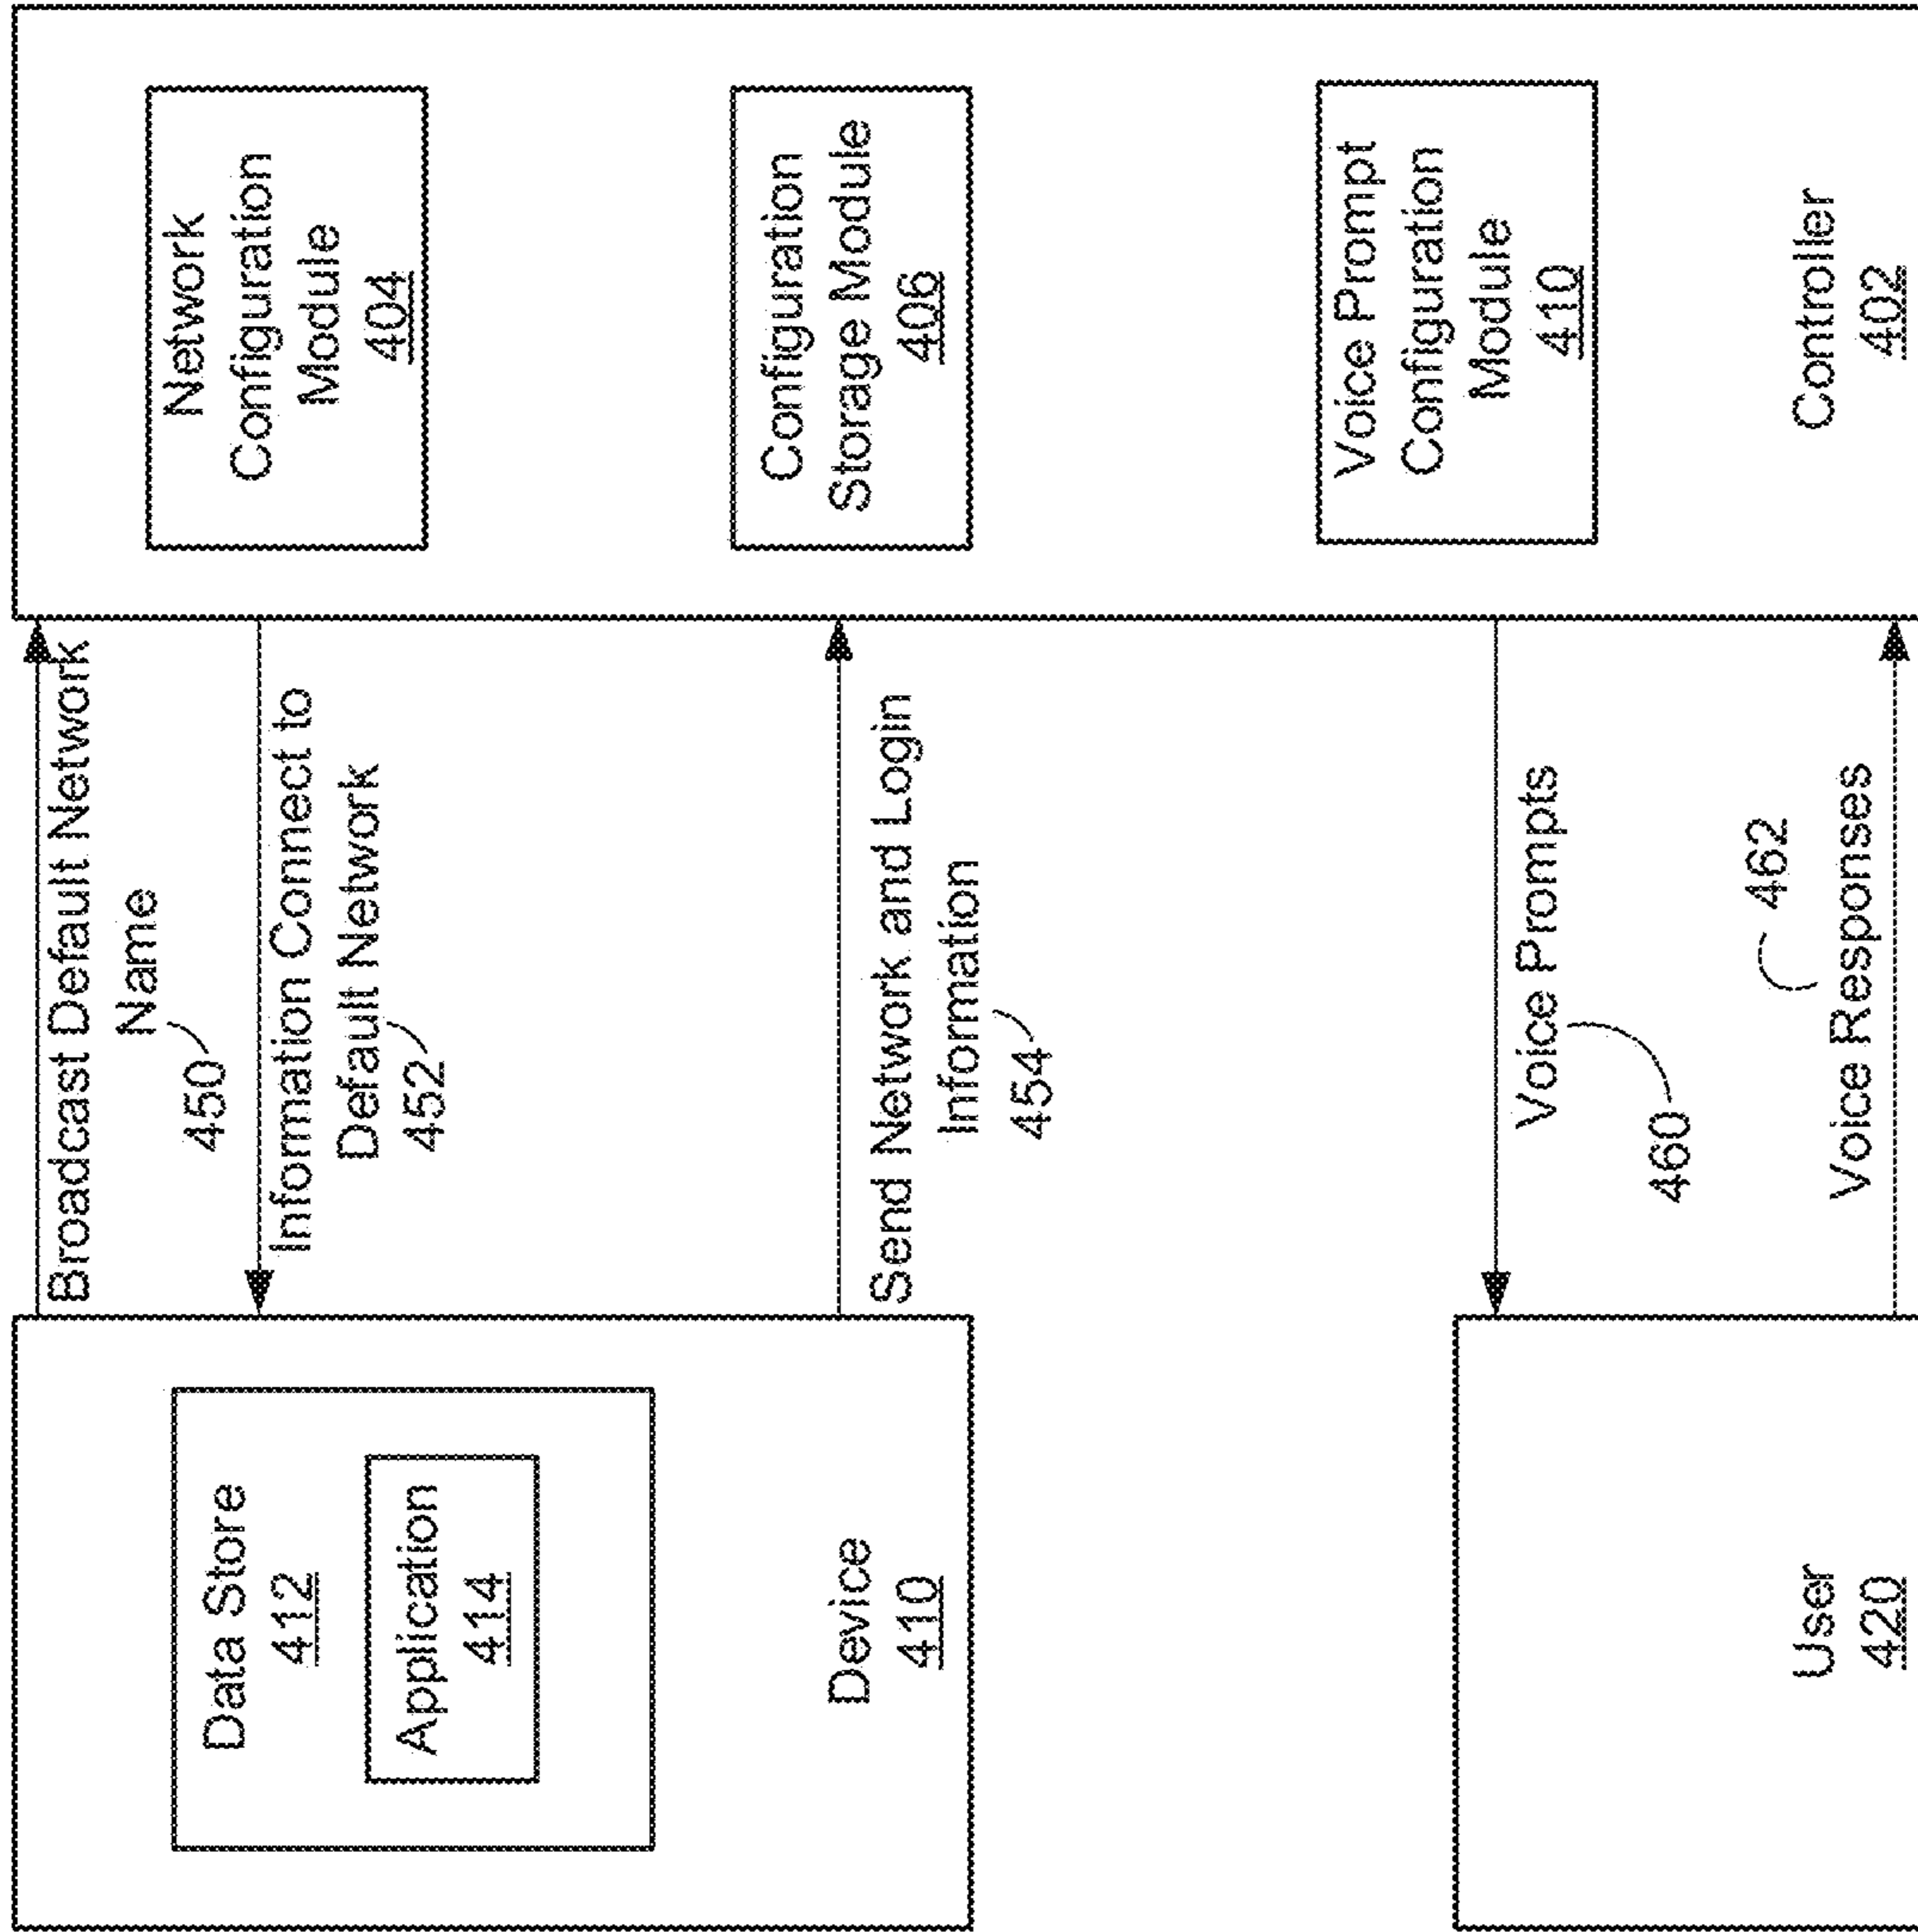 Data Store
412
Application
414
Device
410
Broadcast Default Network
Name
450
Information Connect to
Default Network
452
Send Network and Login
Information
454
Network
Configuration
Module
404
Configuration
Storage Module
406
Voice Prompt
Configuration
Module
410
Controller
402
User
420
Voice Prompts
460
462
Voice Responses